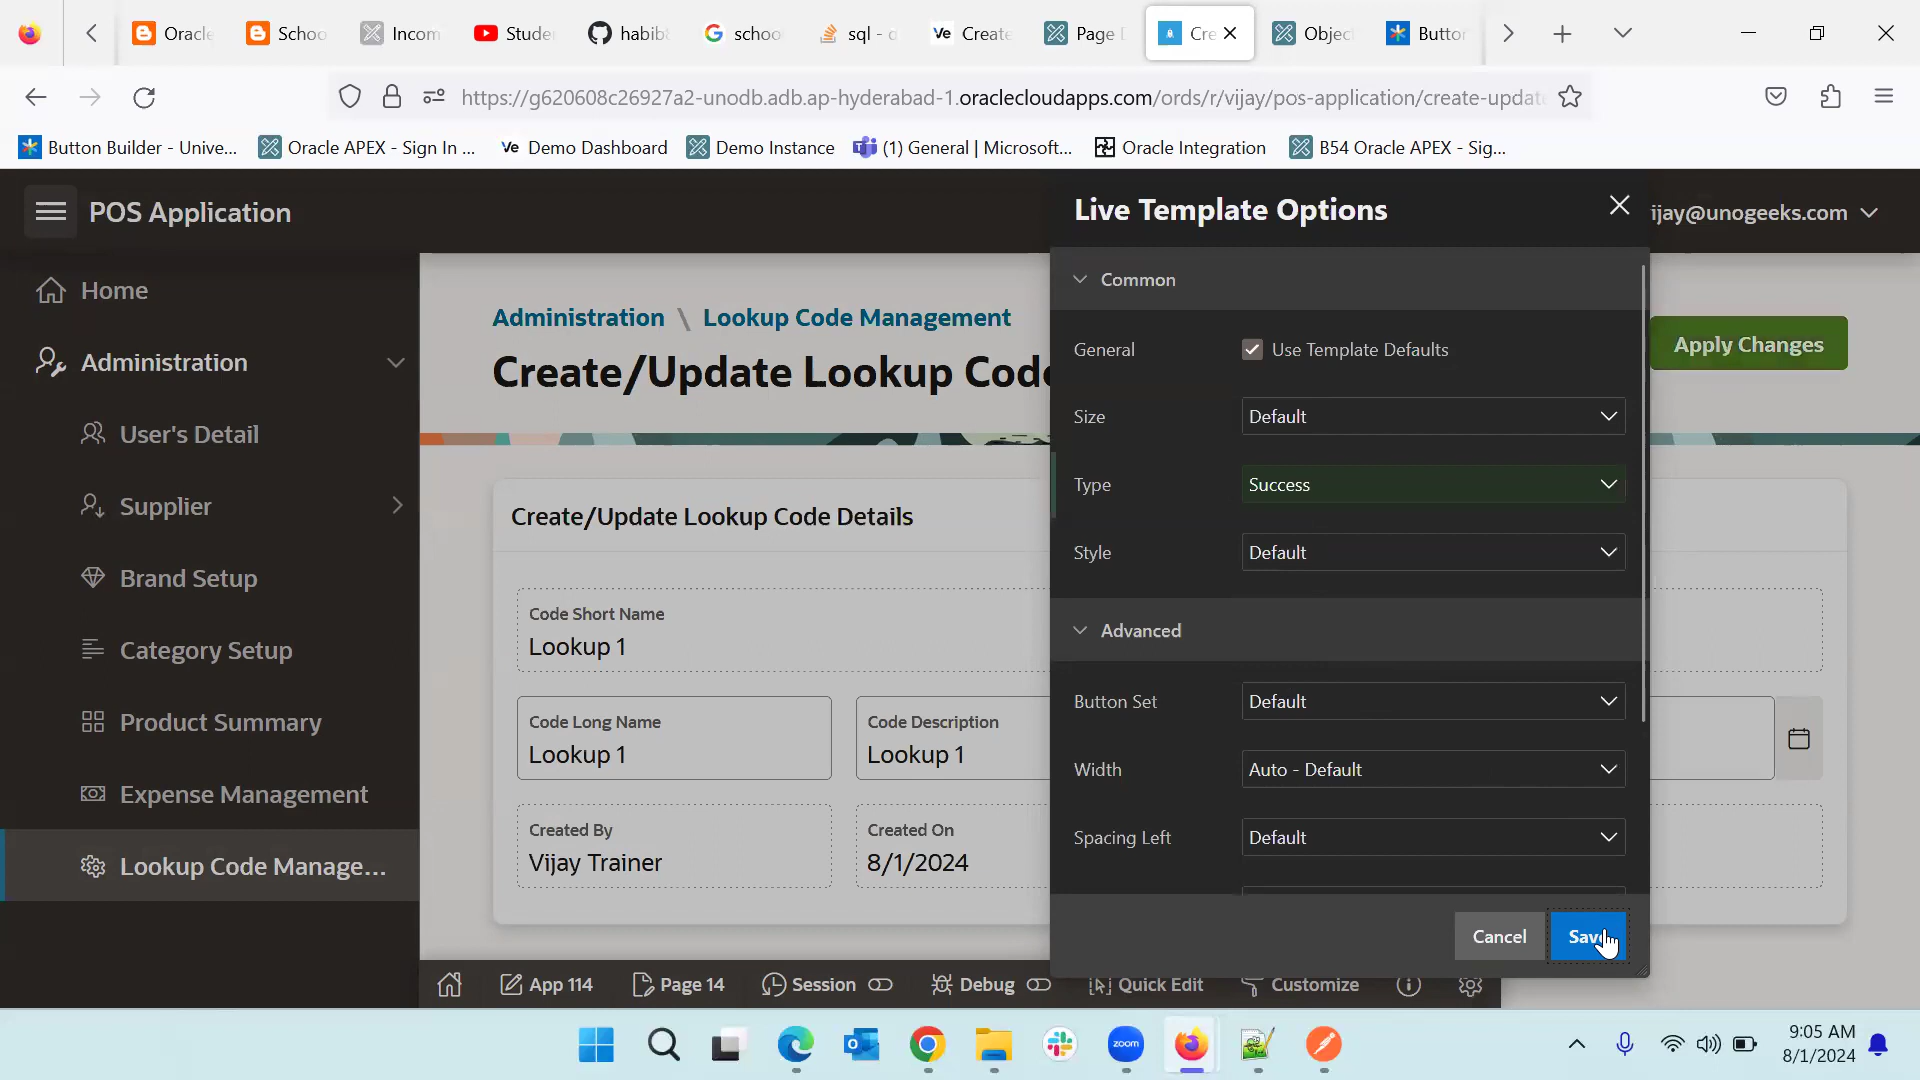 Oracle
Schoo
Incom
Studen
habib
schoo
sql - d
Create
Page D
Cre
Objec
Button
https://g620608c26927a2-unodb.adb.ap-hyderabad-1.oraclecloudapps.com/ords/r/vijay/pos-application/create-update
Button Builder - Unive...
Oracle APEX - Sign In ...
Demo Dashboard
Demo Instance
(1) General | Microsoft...
Oracle Integration
B54 Oracle APEX - Sig...
POS Application
Live Template Options
ijay@unogeeks.com
Home
Administration
User's Detail
Supplier
Brand Setup
Category Setup
Product Summary
Expense Management
Lookup Code Manage...
Administration \ Lookup Code Management
Create/Update Lookup Code
Apply Changes
Create/Update Lookup Code Details
Code Short Name
Lookup 1
Code Long Name
Lookup 1
Code Description
Lookup 1
Created By
Vijay Trainer
Created On
8/1/2024
Common
General
Use Template Defaults
Size
Default
Type
Success
Style
Default
Advanced
Button Set
Default
Width
Auto - Default
Spacing Left
Default
Cancel
Save
App 114
Page 14
Session
Debug
Quick Edit
Customize
zoom
9:05 AM
8/1/2024